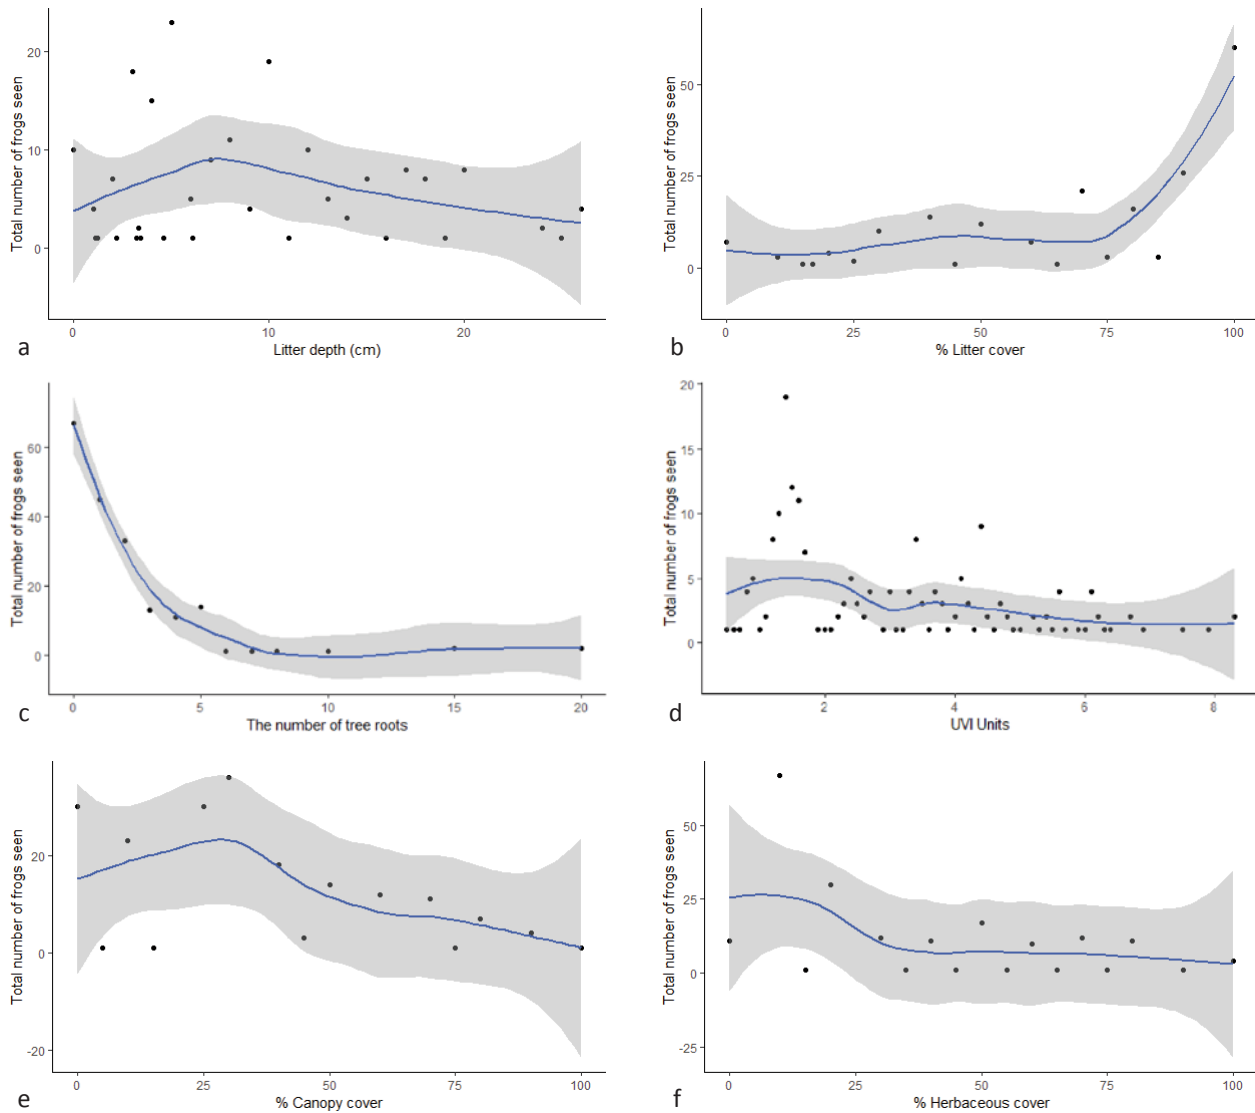 Total number of frogs seen
20
10
0
0
10
20
Litter depth (cm)
a
Total number of frogs seen
50
25
0
0
25
50
75
100
% Litter cover
b
Total number of frogs seen
60
40
20
0
0
5
10
15
20
The number of tree roots
c
Total number of frogs seen
20
15
10
5
0
2
4
6
8
UVI Units
d
Total number of frogs seen
20
0
-20
0
25
50
75
100
% Canopy cover
e
Total number of frogs seen
50
25
0
-25
0
25
50
75
100
% Herbaceous cover
f